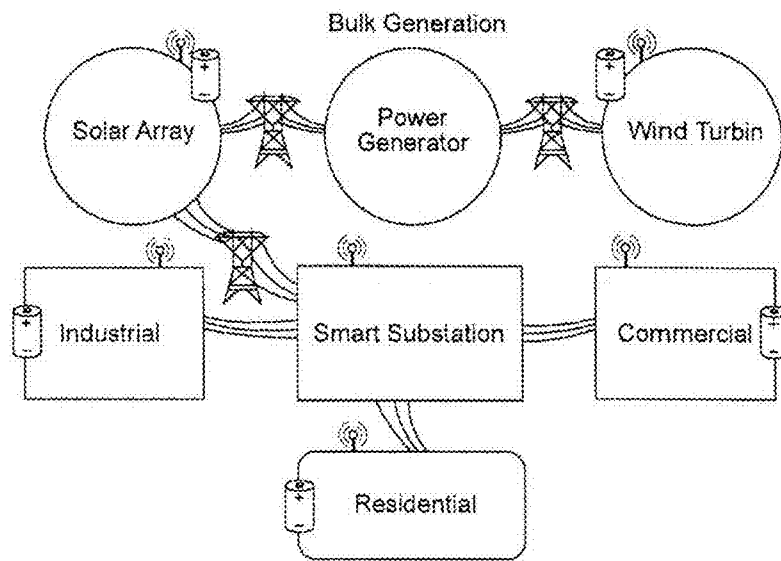 Bulk Generation
Solar Array
Power
Generator
Wind Turbin
Industrial
Smart Substation
Commercial
Residential